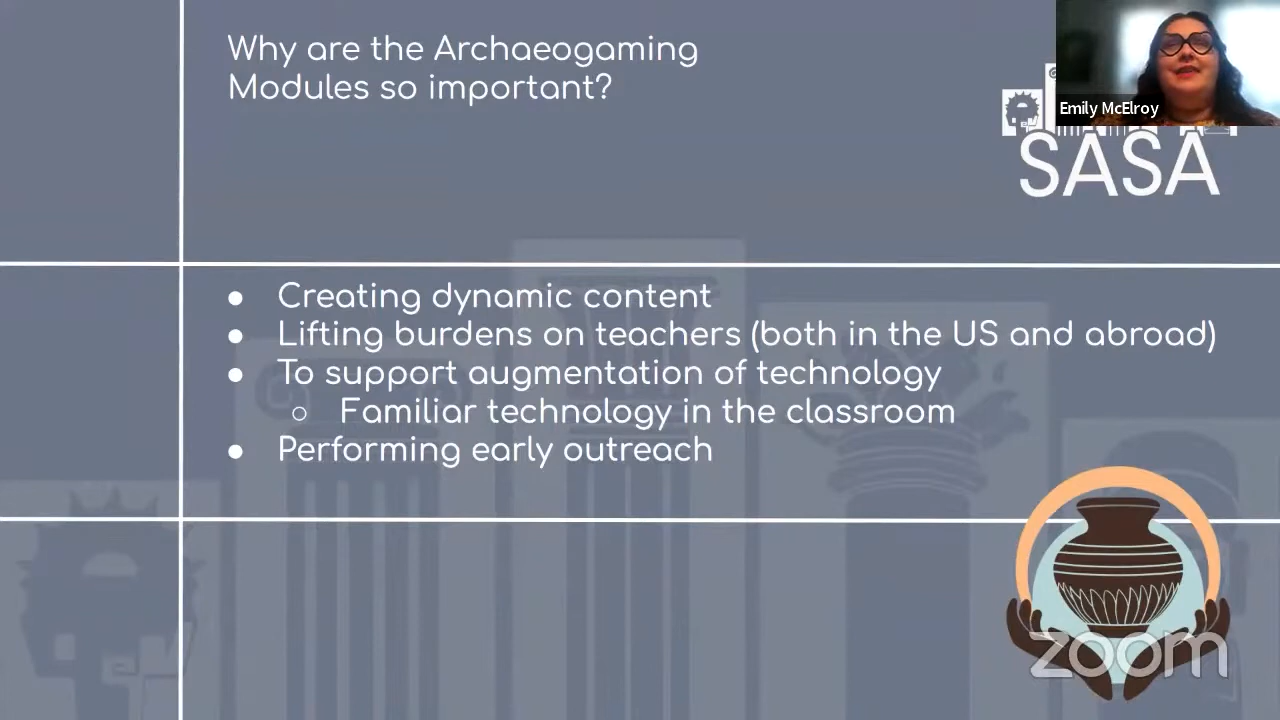 Why are the Archaeogaming
Modules so important?
Emily McElroy
SASA
● Creating dynamic content
● Lifting burdens on teachers (both in the US and abroad)
● To support augmentation of technology
○ Familiar technology in the classroom
● Performing early outreach
zoom